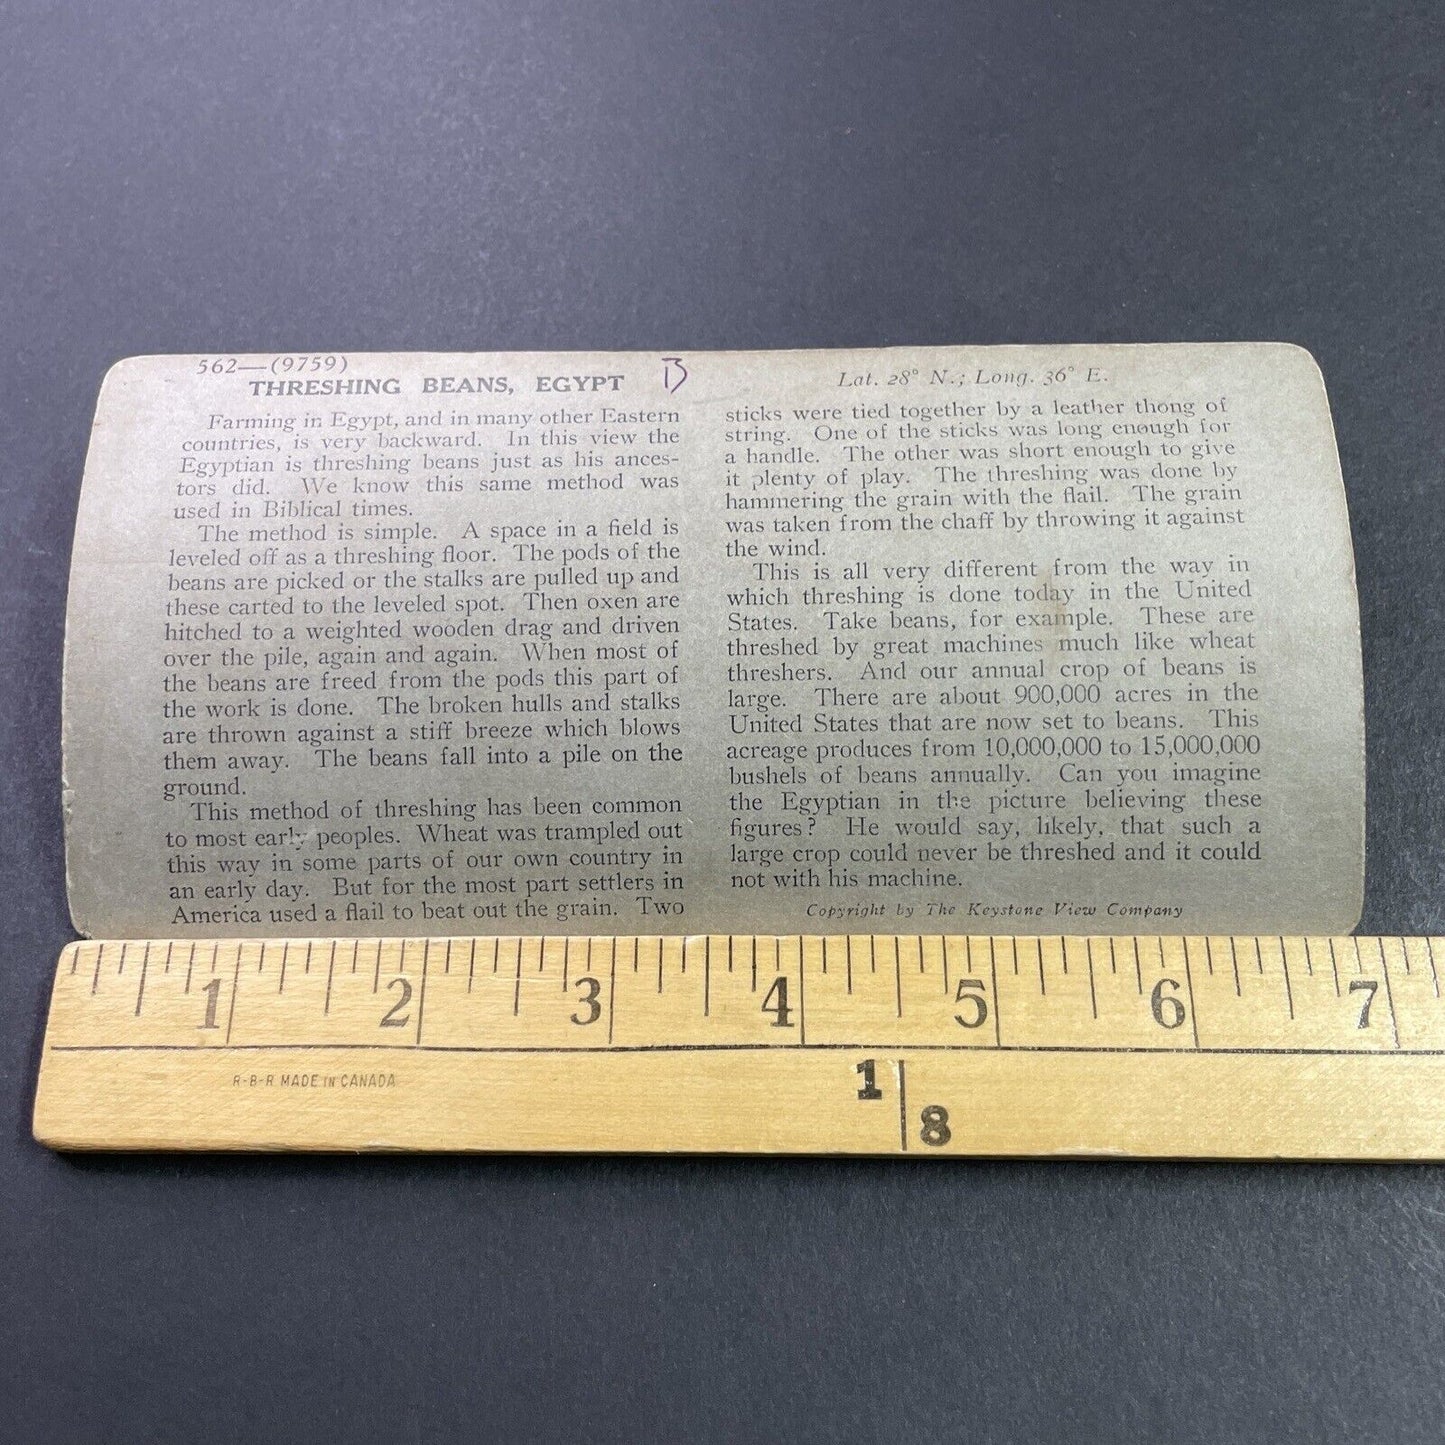 562—(9759)
THRESHING BEANS, EGYPT
B
Lat. 28° N.; Long. 36° E.
Farming in Egypt, and in many other Eastern
countries, is very backward. In this view the
Egyptian is threshing beans just as his ances-
tors did. We know this same method was
used in Biblical times.
The method is simple. A space in a field is
leveled off as a threshing floor. The pods of the
beans are picked or the stalks are pulled up and
these carted to the leveled spot. Then oxen are
hitched to a weighted wooden drag and driven
over the pile, again and again. When most of
the beans are freed from the pods this part of
the work is done. The broken hulls and stalks
are thrown against a stiff breeze which blows
them away. The beans fall into a pile on the
ground.
This method of threshing has been common
to most early peoples. Wheat was trampled out
this way in some parts of our own country in
an early day. But for the most part settlers in
America used a flail to beat out the grain. Two
sticks were tied together by a leather thong of
string. One of the sticks was long enough for
a handle. The other was short enough to give
it plenty of play. The threshing was done by
hammering the grain with the flail. The grain
was taken from the chaff by throwing it against
the wind.
This is all very different from the way in
which threshing is done today in the United
States. Take beans, for example. These are
threshed by great machines much like wheat
threshers. And our annual crop of beans is
large. There are about 900,000 acres in the
United States that are now set to beans. This
acreage produces from 10,000,000 to 15,000,000
bushels of beans annually. Can you imagine
the Egyptian in the picture believing these
figures? He would say, likely, that such a
large crop could never be threshed and it could
not with his machine.
Copyright by The Keystone View Company
1 2 3 4 5 6 7
R-B-R MADE IN CANADA
1
8